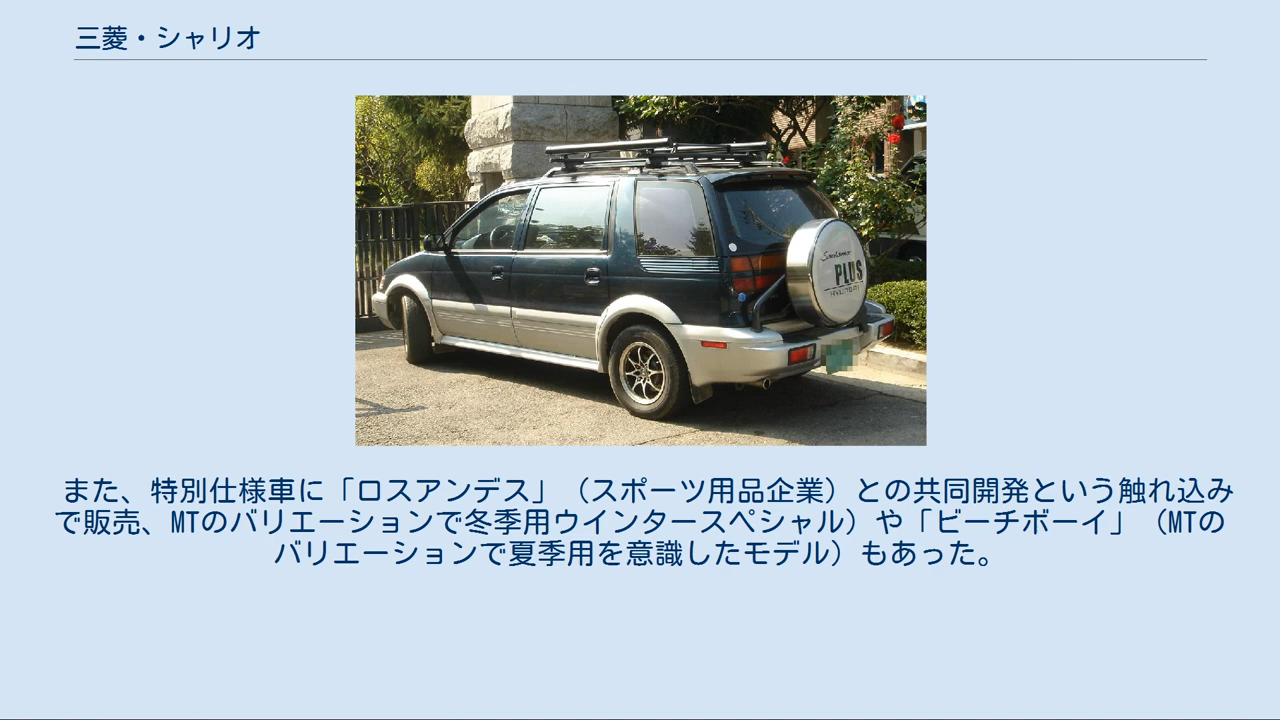 三菱・シャリオ
PLUS
HYUNDAI
また、特別仕様車に「ロスアンデス」（スポーツ用品企業）との共同開発という触れ込み
で販売、MTのバリエーションで冬季用ウインタースペシャル）や「ビーチボーイ」（MTの
バリエーションで夏季用を意識したモデル）もあった。